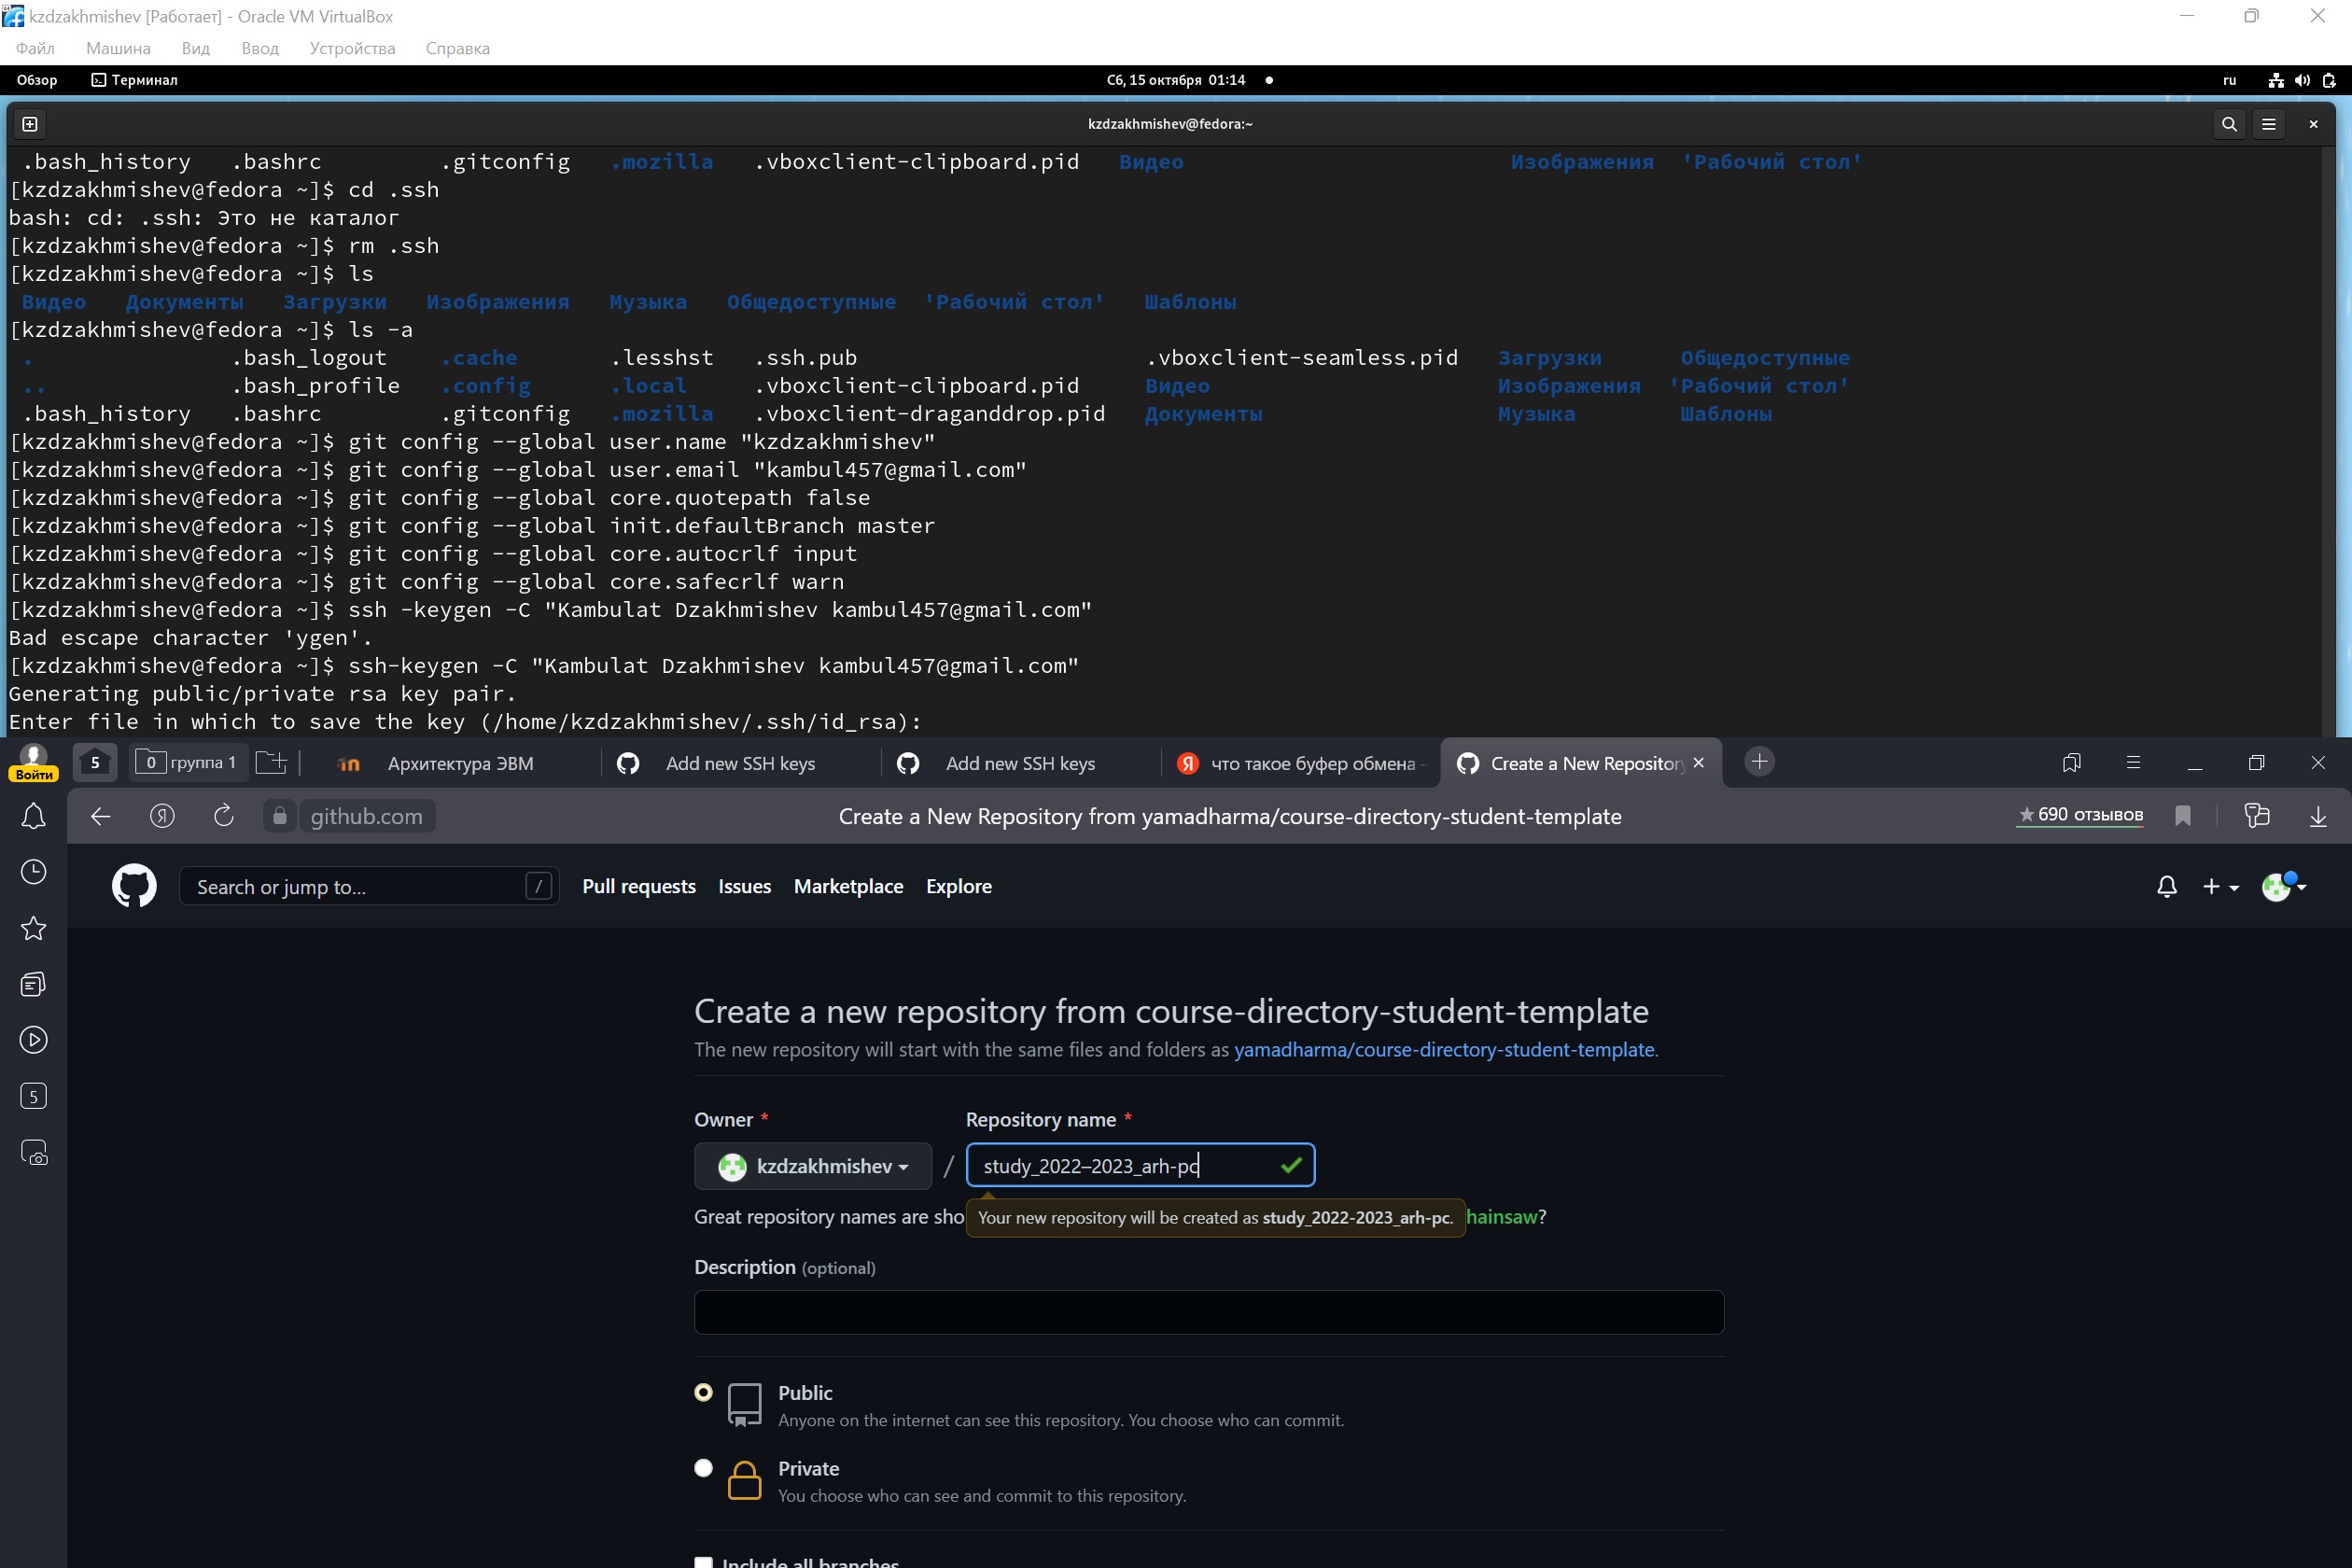 kzdzakhmishev [Работает] - Oracle VM VirtualBox
Файл Машина Вид Ввод Устройства Справка
Обзор Терминал Сб, 15 октября 01:14 ru
kzdzakhmishev@fedora:~
.bash_history .bashrc .gitconfig .mozilla .vboxclient-clipboard.pid Видео Изображения 'Рабочий стол'
[kzdzakhmishev@fedora ~]$ cd .ssh
bash: cd: .ssh: Это не каталог
[kzdzakhmishev@fedora ~]$ rm .ssh
[kzdzakhmishev@fedora ~]$ ls
Видео Документы Загрузки Изображения Музыка Общедоступные 'Рабочий стол' Шаблоны
[kzdzakhmishev@fedora ~]$ ls -a
. .bash_logout .cache .lesshst .ssh.pub .vboxclient-seamless.pid Загрузки Общедоступные
.. .bash_profile .config .local .vboxclient-clipboard.pid Видео Изображения 'Рабочий стол'
.bash_history .bashrc .gitconfig .mozilla .vboxclient-draganddrop.pid Документы Музыка Шаблоны
[kzdzakhmishev@fedora ~]$ git config --global user.name "kzdzakhmishev"
[kzdzakhmishev@fedora ~]$ git config --global user.email "kambul457@gmail.com"
[kzdzakhmishev@fedora ~]$ git config --global core.quotepath false
[kzdzakhmishev@fedora ~]$ git config --global init.defaultBranch master
[kzdzakhmishev@fedora ~]$ git config --global core.autocrlf input
[kzdzakhmishev@fedora ~]$ git config --global core.safecrlf warn
[kzdzakhmishev@fedora ~]$ ssh -keygen -C "Kambulat Dzakhmishev kambul457@gmail.com"
Bad escape character 'ygen'.
[kzdzakhmishev@fedora ~]$ ssh-keygen -C "Kambulat Dzakhmishev kambul457@gmail.com"
Generating public/private rsa key pair.
Enter file in which to save the key (/home/kzdzakhmishev/.ssh/id_rsa):
Войти 5 0 группа 1 Архитектура ЭВМ Add new SSH keys Add new SSH keys что такое буфер обмена Create a New Repository
github.com Create a New Repository from yamadharma/course-directory-student-template ★ 690 отзывов
Search or jump to... / Pull requests Issues Marketplace Explore
5
Create a new repository from course-directory-student-template
The new repository will start with the same files and folders as yamadharma/course-directory-student-template.
Owner * Repository name *
kzdzakhmishev / study_2022–2023_arh-pc
Great repository names are sho Your new repository will be created as study_2022-2023_arh-pc. hainsaw?
Description (optional)
Public
Anyone on the internet can see this repository. You choose who can commit.
Private
You choose who can see and commit to this repository.
Include all branches